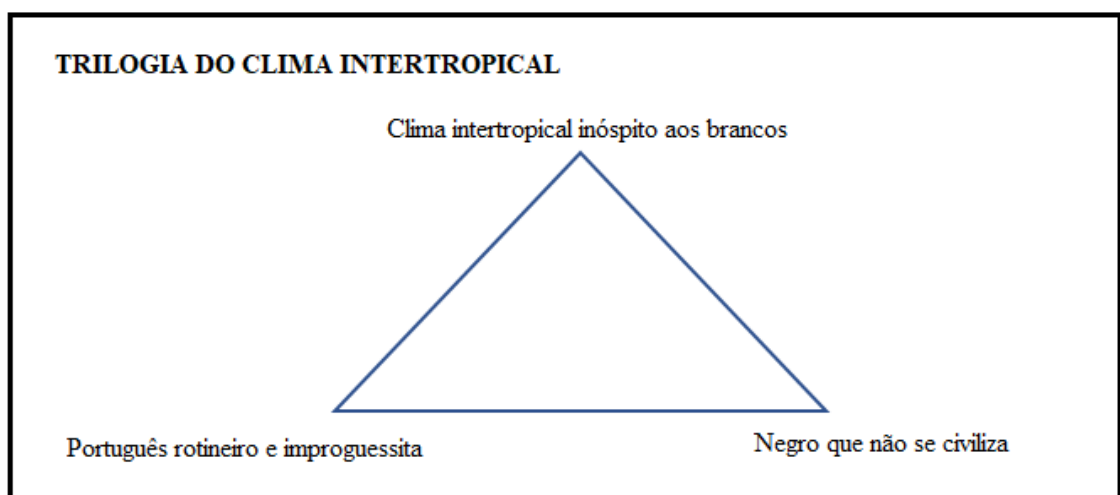 TRILOGIA DO CLIMA INTERTROPICAL
Clima intertropical inóspito aos brancos
Português rotineiro e improguessita
Negro que não se civiliza